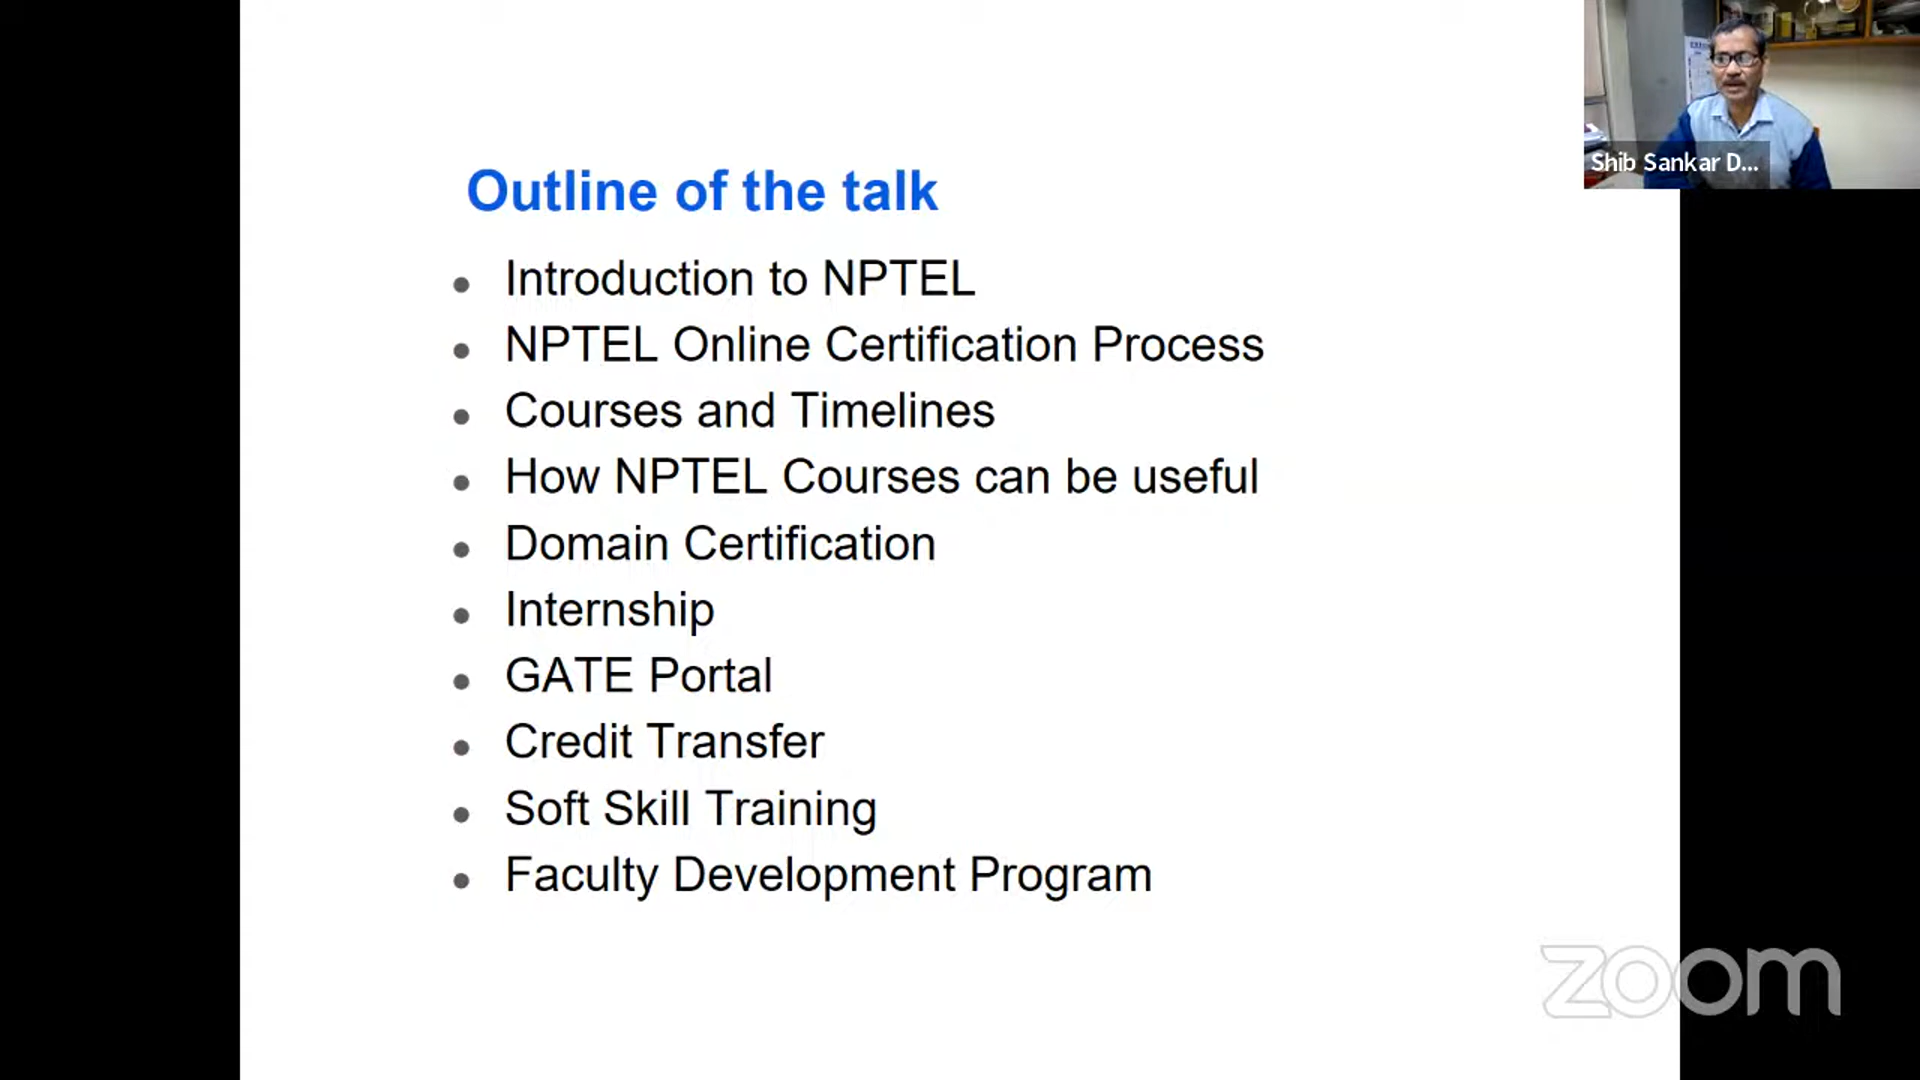 Outline of the talk
Introduction to NPTEL
NPTEL Online Certification Process
Courses and Timelines
How NPTEL Courses can be useful
Domain Certification
Internship
GATE Portal
Credit Transfer
Soft Skill Training
Faculty Development Program
Shib Sankar D...
zoom